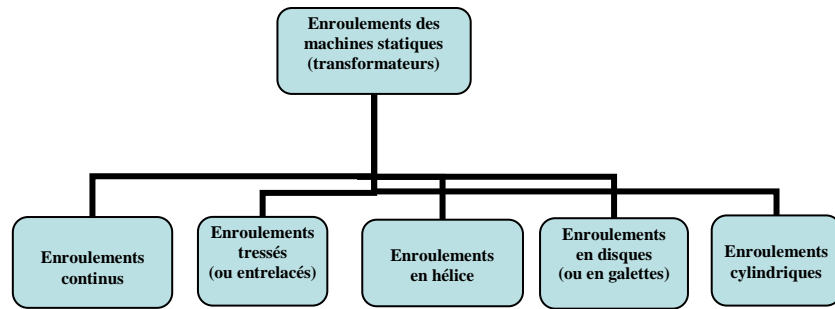 Enroulements des
machines statiques
(transformateurs)
Enroulements
continus
Enroulements
tressés
(ou entrelacés)
Enroulements
en hélice
Enroulements
en disques
(ou en galettes)
Enroulements
cylindriques